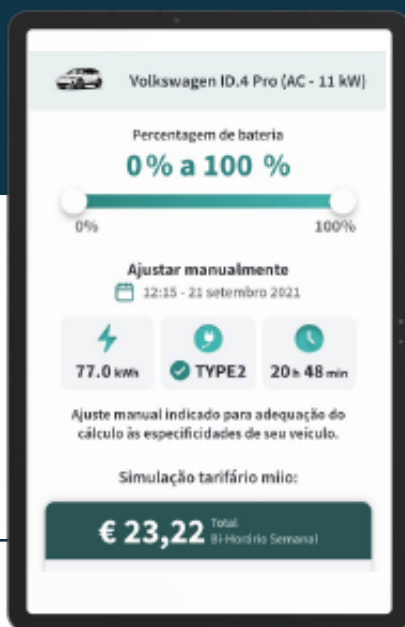 Volkswagen ID.4 Pro (AC - 11 kW)
Percentagem de bateria
0% a 100 %
0% 100%
Ajustar manualmente
12:15 - 21 setembro 2021
77.0 kWh TYPE2 20 h 48 min
Ajuste manual indicado para adequação do
cálculo às especificidades de seu veículo.
Simulação tarifário miio:
€ 23,22 Total
Bi-Horário Semanal